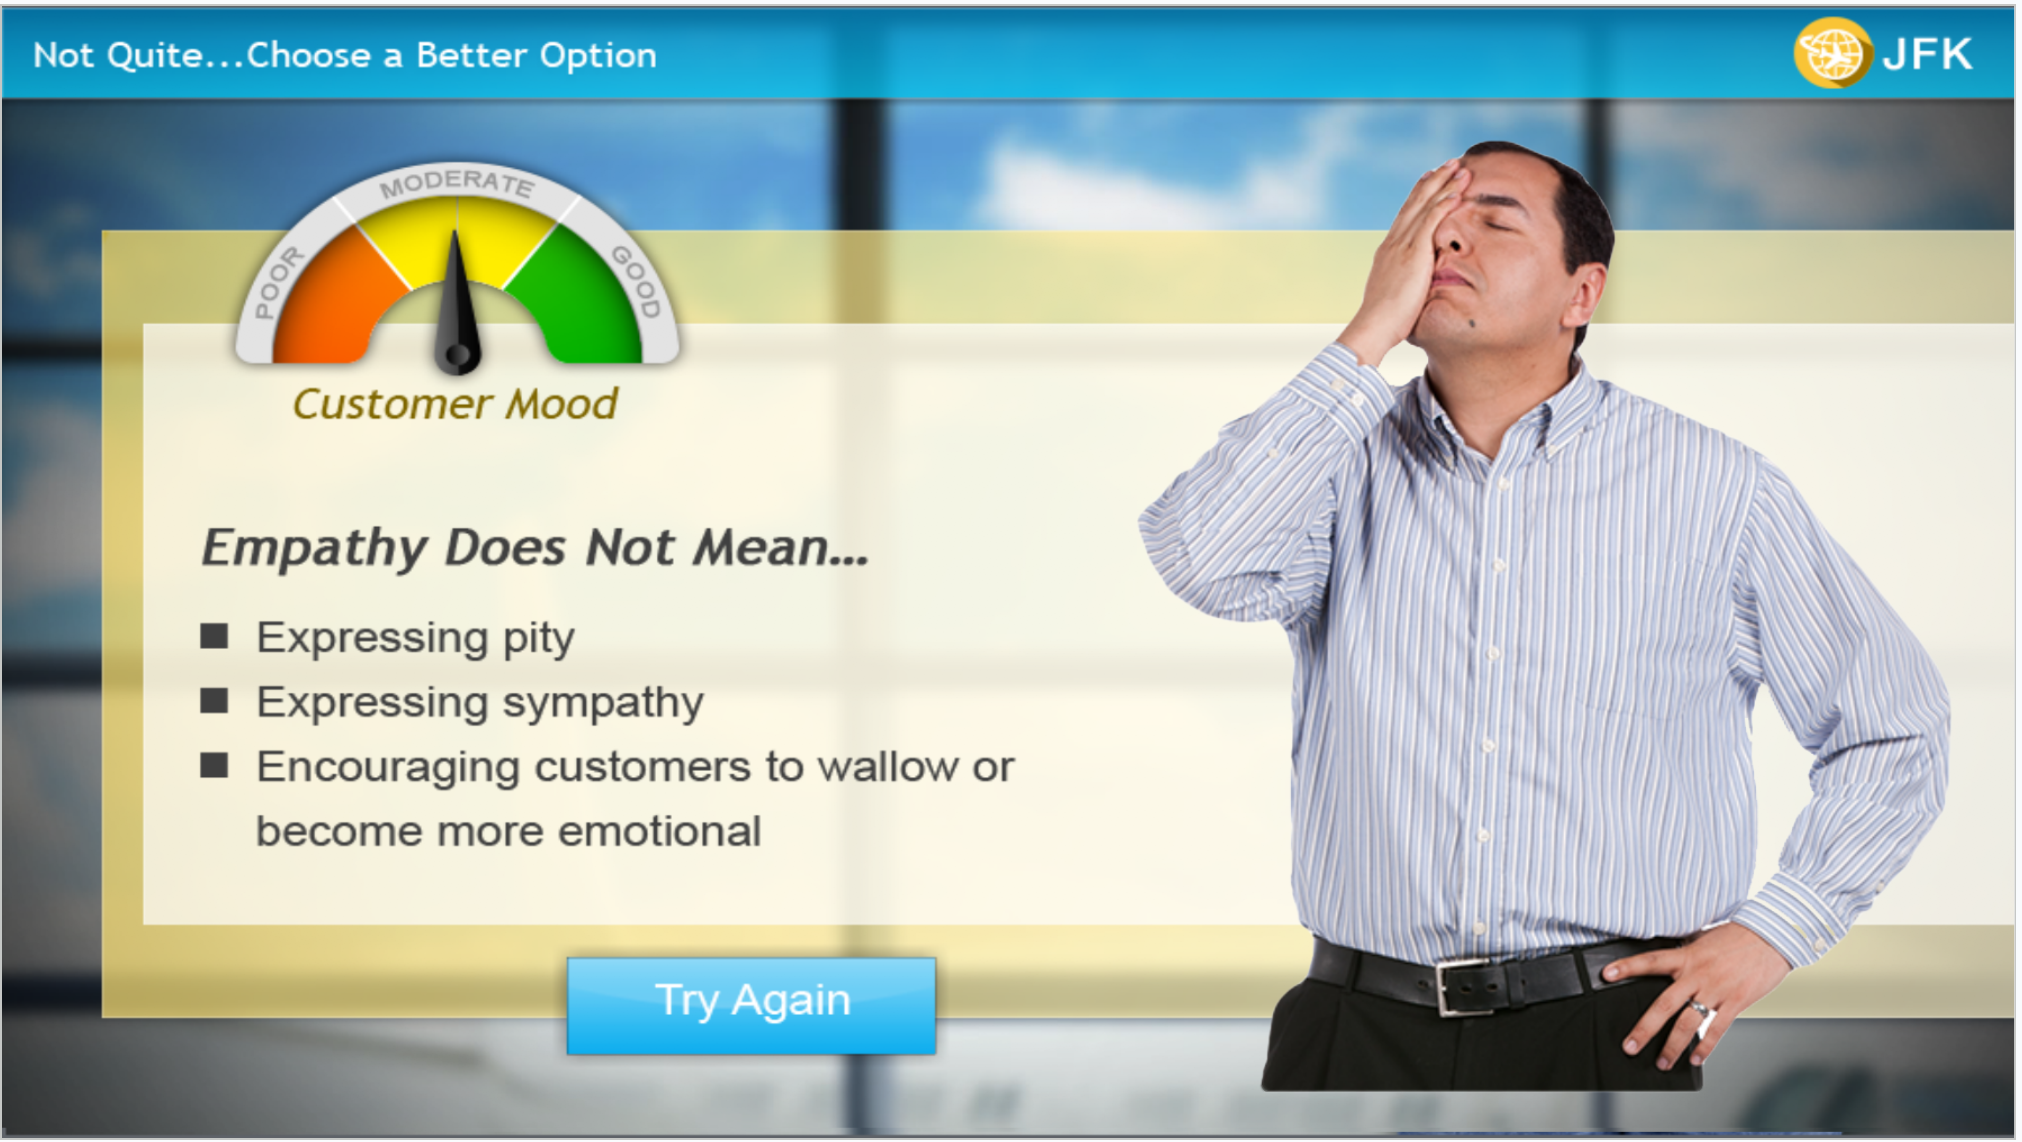 Not Quite...Choose a Better Option
JFK
POOR
MODERATE
GOOD
Customer Mood
Empathy Does Not Mean...
■ Expressing pity
■ Expressing sympathy
■ Encouraging customers to wallow or
become more emotional
Try Again